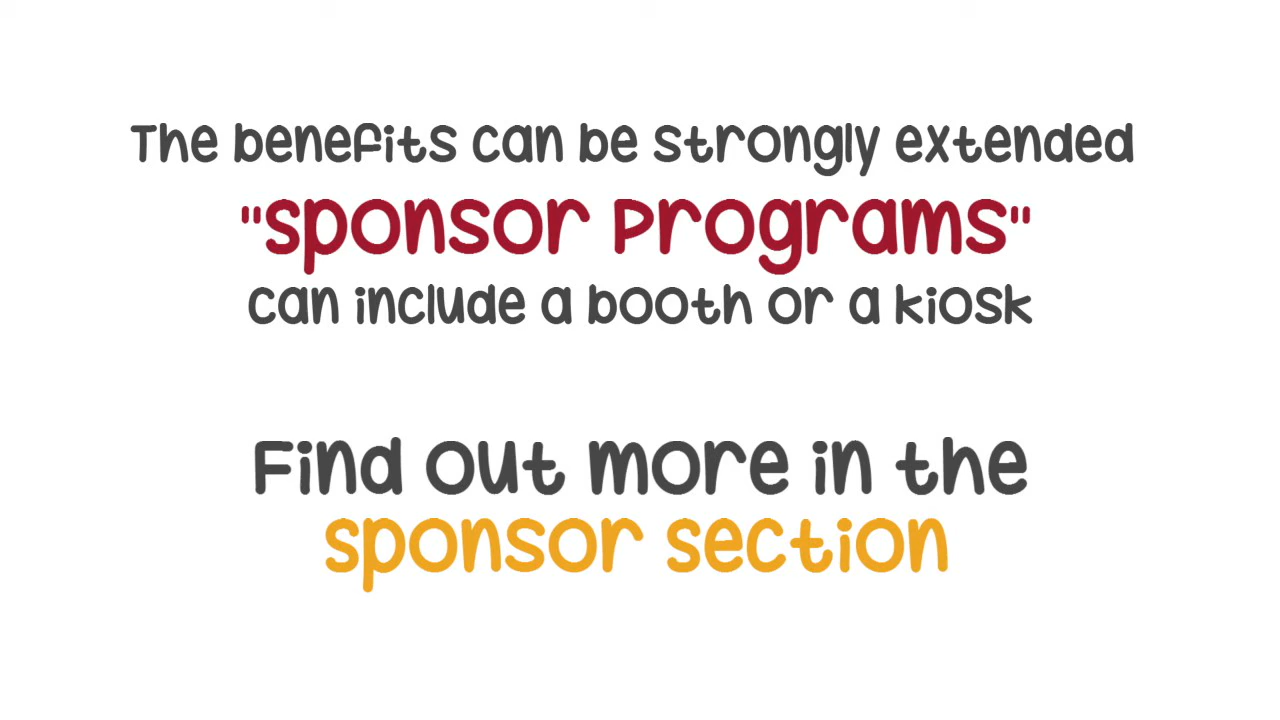 The benefits can be strongly extended
"Sponsor Programs"
can include a booth or a kiosk
Find out more in the
sponsor section